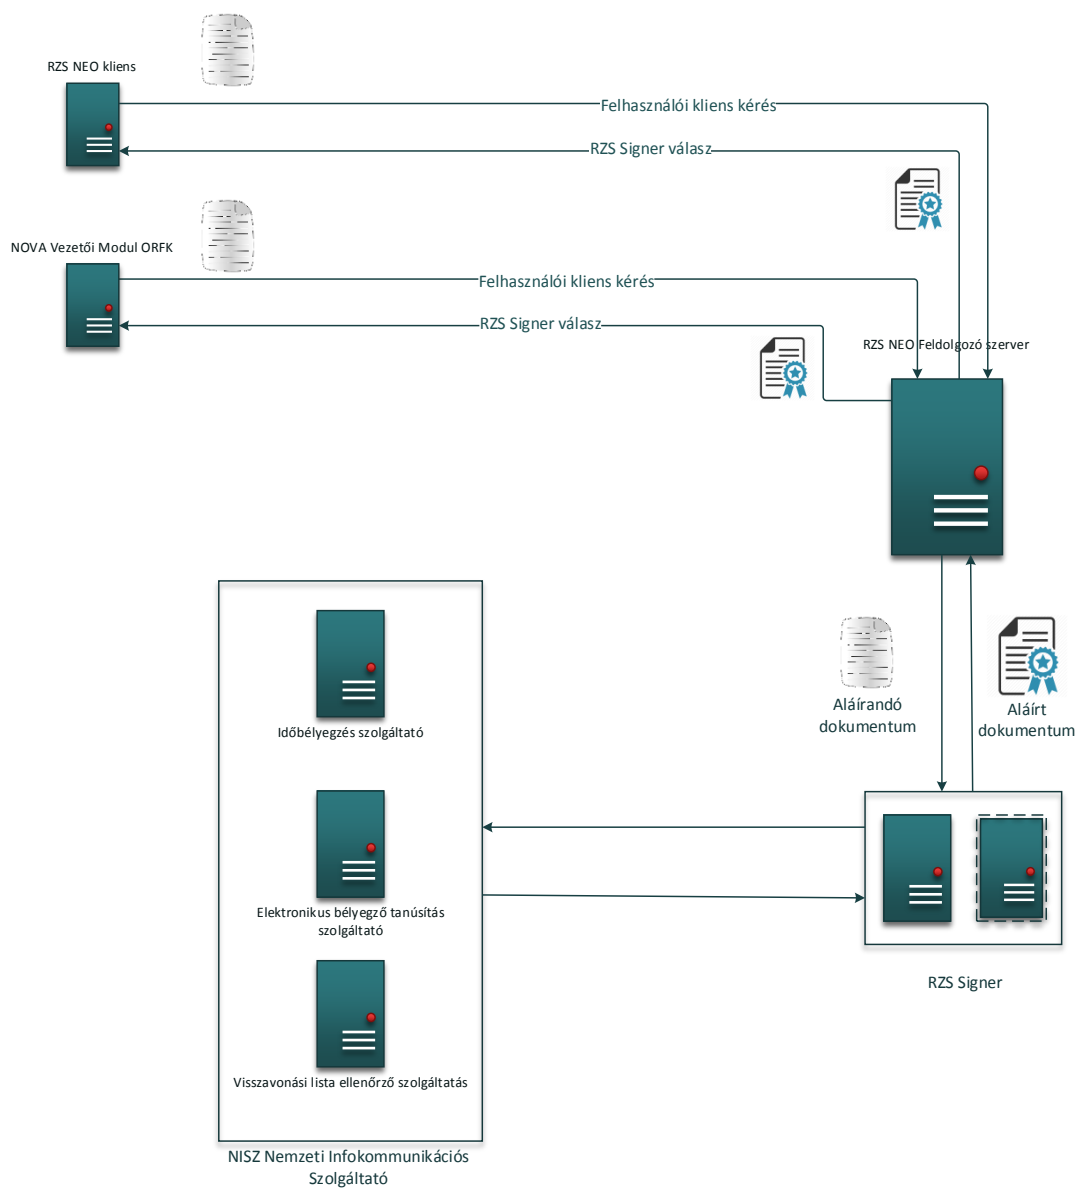 RZS NEO kliens
Felhasználói kliens kérés
RZS Signer válasz
NOVA Vezetői Modul ORFK
Felhasználói kliens kérés
RZS Signer válasz
RZS NEO Feldolgozó szerver
Aláírandó
dokumentum
Aláírt
dokumentum
Időbélyegzés szolgáltató
Elektronikus bélyegző tanúsítás
szolgáltató
RZS Signer
Visszavonási lista ellenőrző szolgáltatás
NISZ Nemzeti Infokommunikációs
Szolgáltató